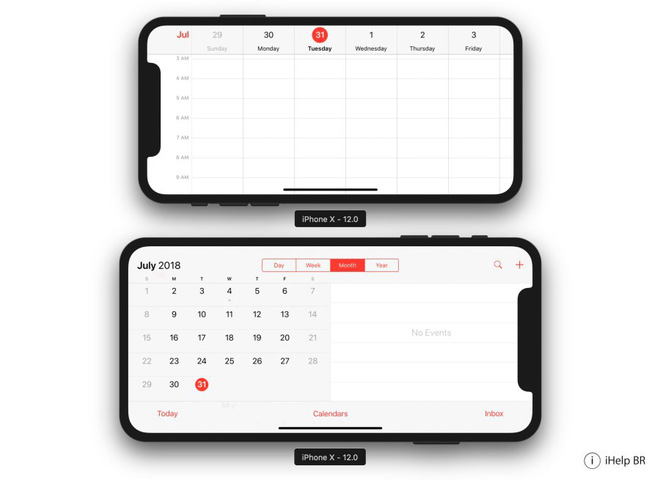 Jul 29 30 31 1 2 3
Sunday Monday Tuesday Wednesday Thursday Friday
3 AM
4 AM
5 AM
6 AM
7 AM
8 AM
9 AM
iPhone X - 12.0
July 2018 Day Week Month Year
S M T W T F S
1 2 3 4 5 6 7
8 9 10 11 12 13 14
15 16 17 18 19 20 21
No Events
22 23 24 25 26 27 28
29 30 31
Today Calendars Inbox
iPhone X - 12.0
i iHelp BR